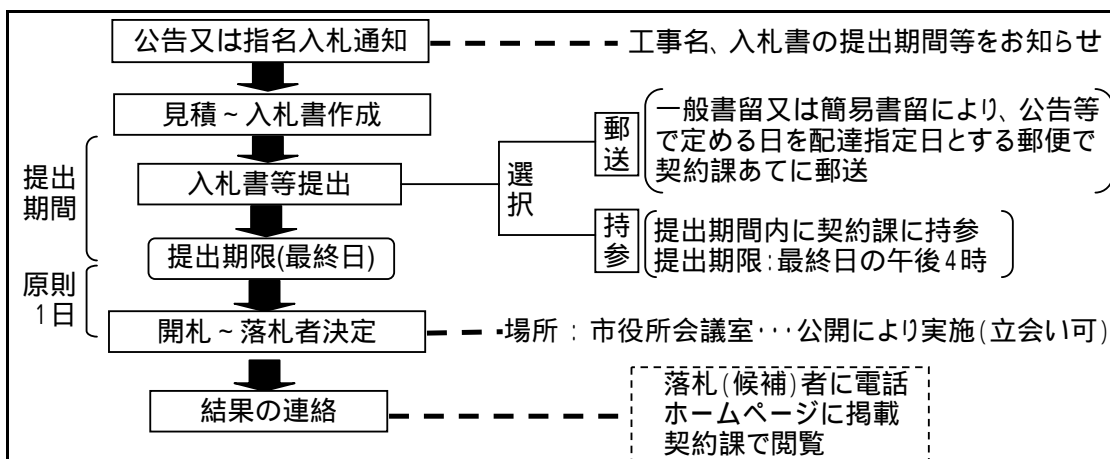 公告又は指名入札通知
工事名、入札書の提出期間等をお知らせ
見積~入札書作成
提出
期間
入札書等提出
選択
郵送
一般書留又は簡易書留により、公告等
で定める日を配達指定日とする郵便で
契約課あてに郵送
持参
提出期間内に契約課に持参
提出期限:最終日の午後4時
提出期限(最終日)
原則
1日
開札~落札者決定
場所:市役所会議室・・・公開により実施(立会い可)
結果の連絡
落札(候補)者に電話
ホームページに掲載
契約課で閲覧